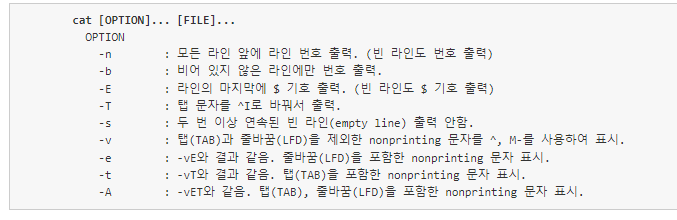 cat [OPTION]... [FILE]...
OPTION
-n : 모든 라인 앞에 라인 번호 출력. (빈 라인도 번호 출력)
-b : 비어 있지 않은 라인에만 번호 출력.
-E : 라인의 마지막에 $ 기호 출력. (빈 라인도 $ 기호 출력)
-T : 탭 문자를 ^I로 바꿔서 출력.
-s : 두 번 이상 연속된 빈 라인(empty line) 출력 안함.
-v : 탭(TAB)과 줄바꿈(LFD)을 제외한 nonprinting 문자를 ^, M-를 사용하여 표시.
-e : -vE와 결과 같음. 줄바꿈(LFD)을 포함한 nonprinting 문자 표시.
-t : -vT와 결과 같음. 탭(TAB)을 포함한 nonprinting 문자 표시.
-A : -vET와 같음. 탭(TAB), 줄바꿈(LFD)을 포함한 nonprinting 문자 표시.